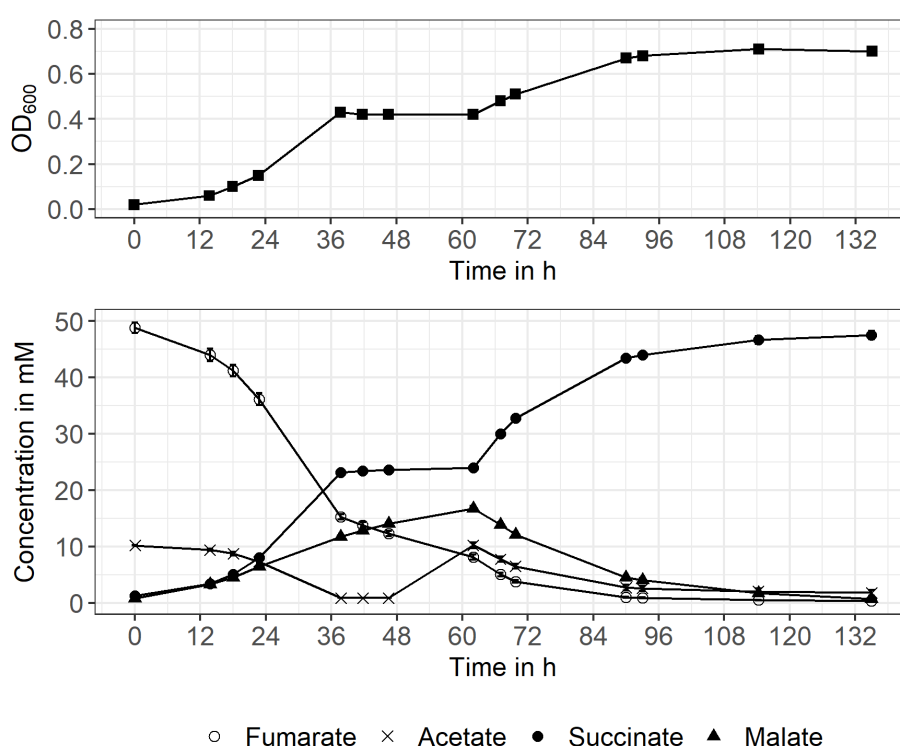 OD600
0.8
0.6
0.4
0.2
0.0
0 12 24 36 48 60 72 84 96 108 120 132
Time in h
Concentration in mM
50
40
30
20
10
0
0 12 24 36 48 60 72 84 96 108 120 132
Time in h
Fumarate Acetate Succinate Malate